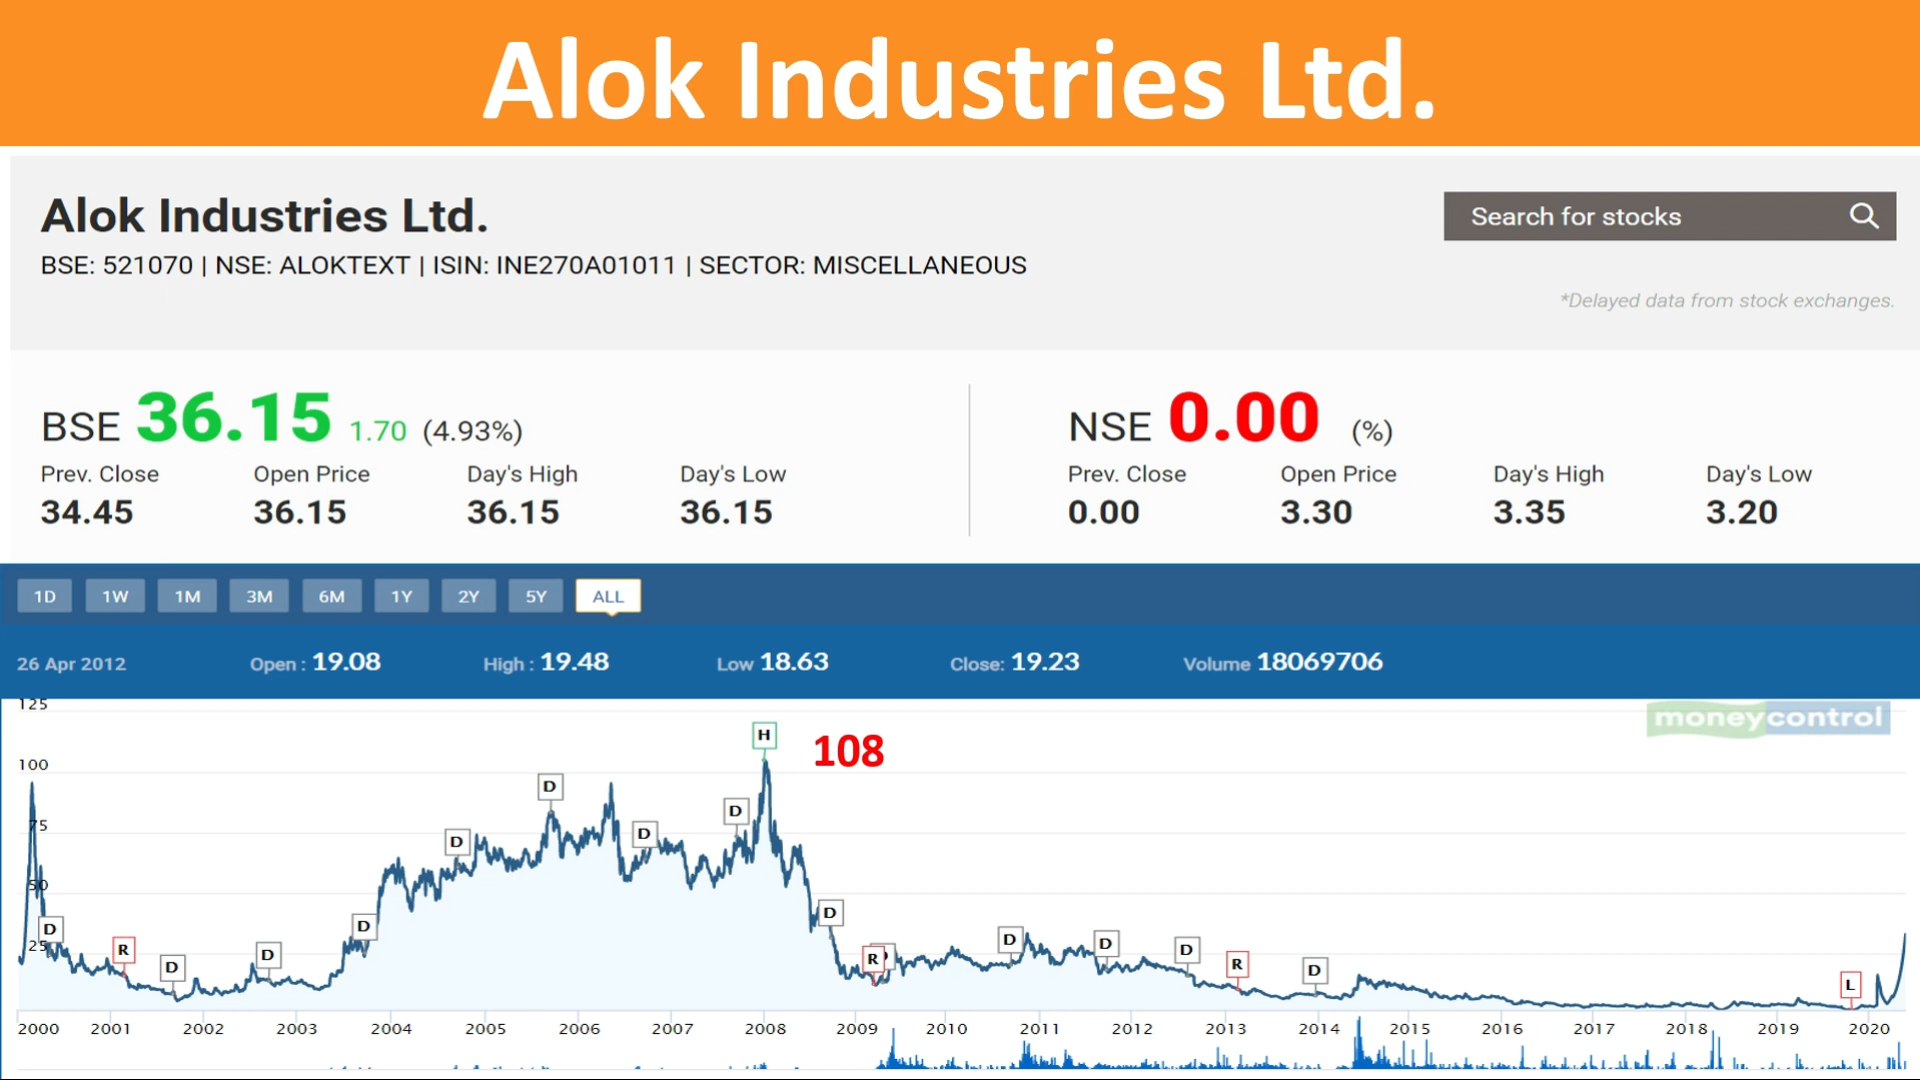 Alok Industries Ltd.
Alok Industries Ltd.
Search for stocks
BSE: 521070 | NSE: ALOKTEXT | ISIN: INE270A01011 | SECTOR: MISCELLANEOUS
*Delayed data from stock exchanges.
BSE 36.15 1.70 (4.93%)
Prev. Close Open Price Day's High Day's Low
34.45 36.15 36.15 36.15
NSE 0.00 (%)
Prev. Close Open Price Day's High Day's Low
0.00 3.30 3.35 3.20
1D 1W 1M 3M 6M 1Y 2Y 5Y ALL
26 Apr 2012 Open : 19.08 High : 19.48 Low 18.63 Close: 19.23 Volume 18069706
moneycontrol
125
100
75
50
25
H
108
D
D
D
D
D
D
D
D
D
D
D
D
D
D
R
R
R
L
2000 2001 2002 2003 2004 2005 2006 2007 2008 2009 2010 2011 2012 2013 2014 2015 2016 2017 2018 2019 2020